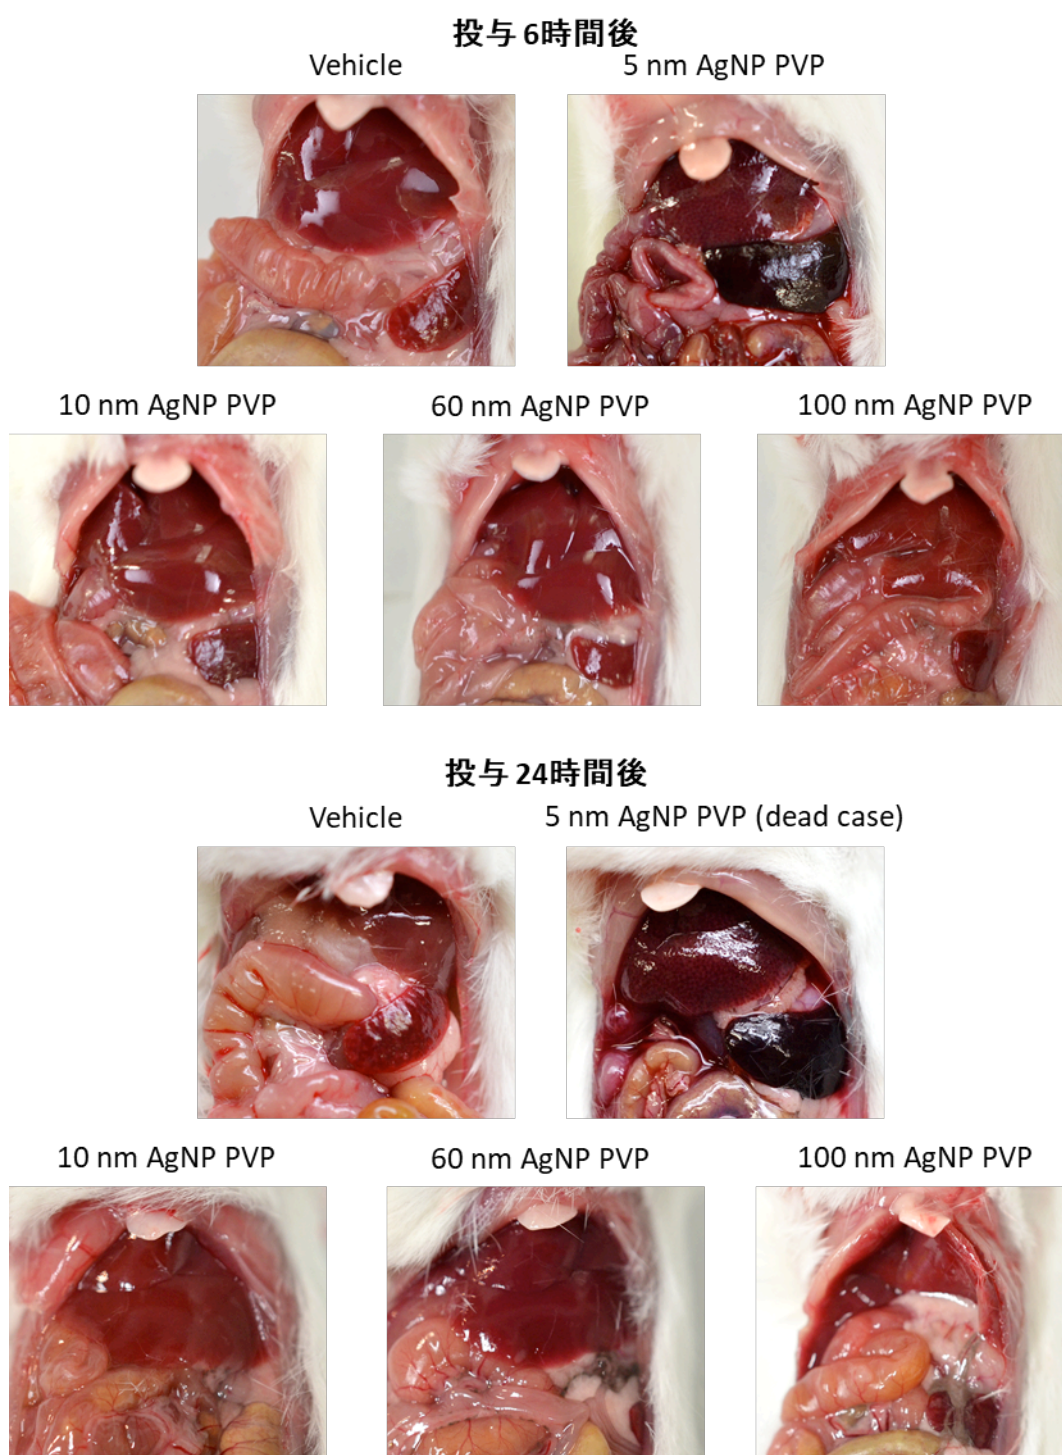 投与 6時間後
Vehicle
5 nm AgNP PVP
10 nm AgNP PVP
60 nm AgNP PVP
100 nm AgNP PVP
投与 24時間後
Vehicle
5 nm AgNP PVP (dead case)
10 nm AgNP PVP
60 nm AgNP PVP
100 nm AgNP PVP